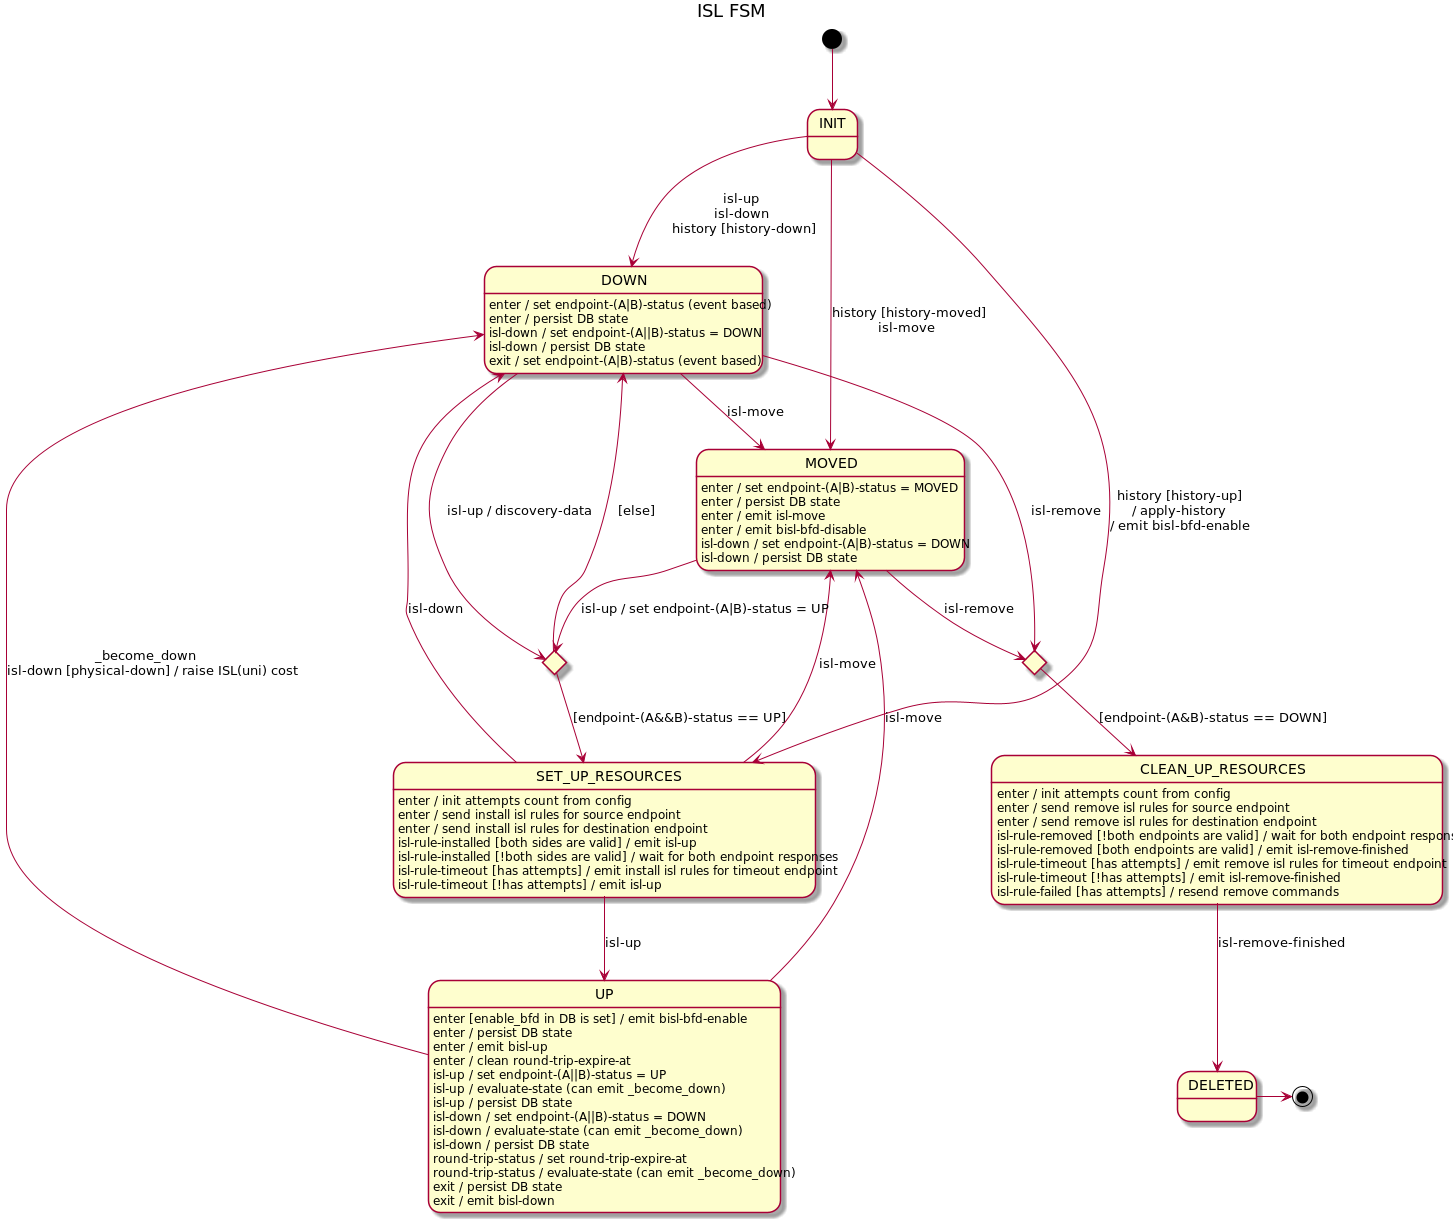 ISL FSM
INIT
isl-up
isl-down
history [history-down]
DOWN
enter / set endpoint-(A|B)-status (event based)
enter / persist DB state
isl-down / set endpoint-(A||B)-status = DOWN
isl-down / persist DB state
exit / set endpoint-(A|B)-status (event based)
history [history-moved]
isl-move
isl-move
MOVED
enter / set endpoint-(A|B)-status = MOVED
enter / persist DB state
enter / emit isl-move
enter / emit bisl-bfd-disable
isl-down / set endpoint-(A|B)-status = DOWN
isl-down / persist DB state
isl-up / discovery-data
[else]
isl-remove
history [history-up]
/ apply-history
/ emit bisl-bfd-enable
isl-down
isl-up / set endpoint-(A|B)-status = UP
isl-remove
_become_down
isl-down [physical-down] / raise ISL(uni) cost
isl-move
[endpoint-(A&&B)-status == UP]
isl-move
[endpoint-(A&B)-status == DOWN]
SET_UP_RESOURCES
enter / init attempts count from config
enter / send install isl rules for source endpoint
enter / send install isl rules for destination endpoint
isl-rule-installed [both sides are valid] / emit isl-up
isl-rule-installed [!both sides are valid] / wait for both endpoint responses
isl-rule-timeout [has attempts] / emit install isl rules for timeout endpoint
isl-rule-timeout [!has attempts] / emit isl-up
CLEAN_UP_RESOURCES
enter / init attempts count from config
enter / send remove isl rules for source endpoint
enter / send remove isl rules for destination endpoint
isl-rule-removed [!both endpoints are valid] / wait for both endpoint respons
isl-rule-removed [both endpoints are valid] / emit isl-remove-finished
isl-rule-timeout [has attempts] / emit remove isl rules for timeout endpoint
isl-rule-timeout [!has attempts] / emit isl-remove-finished
isl-rule-failed [has attempts] / resend remove commands
isl-up
isl-remove-finished
UP
enter [enable_bfd in DB is set] / emit bisl-bfd-enable
enter / persist DB state
enter / emit bisl-up
enter / clean round-trip-expire-at
isl-up / set endpoint-(A||B)-status = UP
isl-up / evaluate-state (can emit _become_down)
isl-up / persist DB state
isl-down / set endpoint-(A||B)-status = DOWN
isl-down / evaluate-state (can emit _become_down)
isl-down / persist DB state
round-trip-status / set round-trip-expire-at
round-trip-status / evaluate-state (can emit _become_down)
exit / persist DB state
exit / emit bisl-down
DELETED